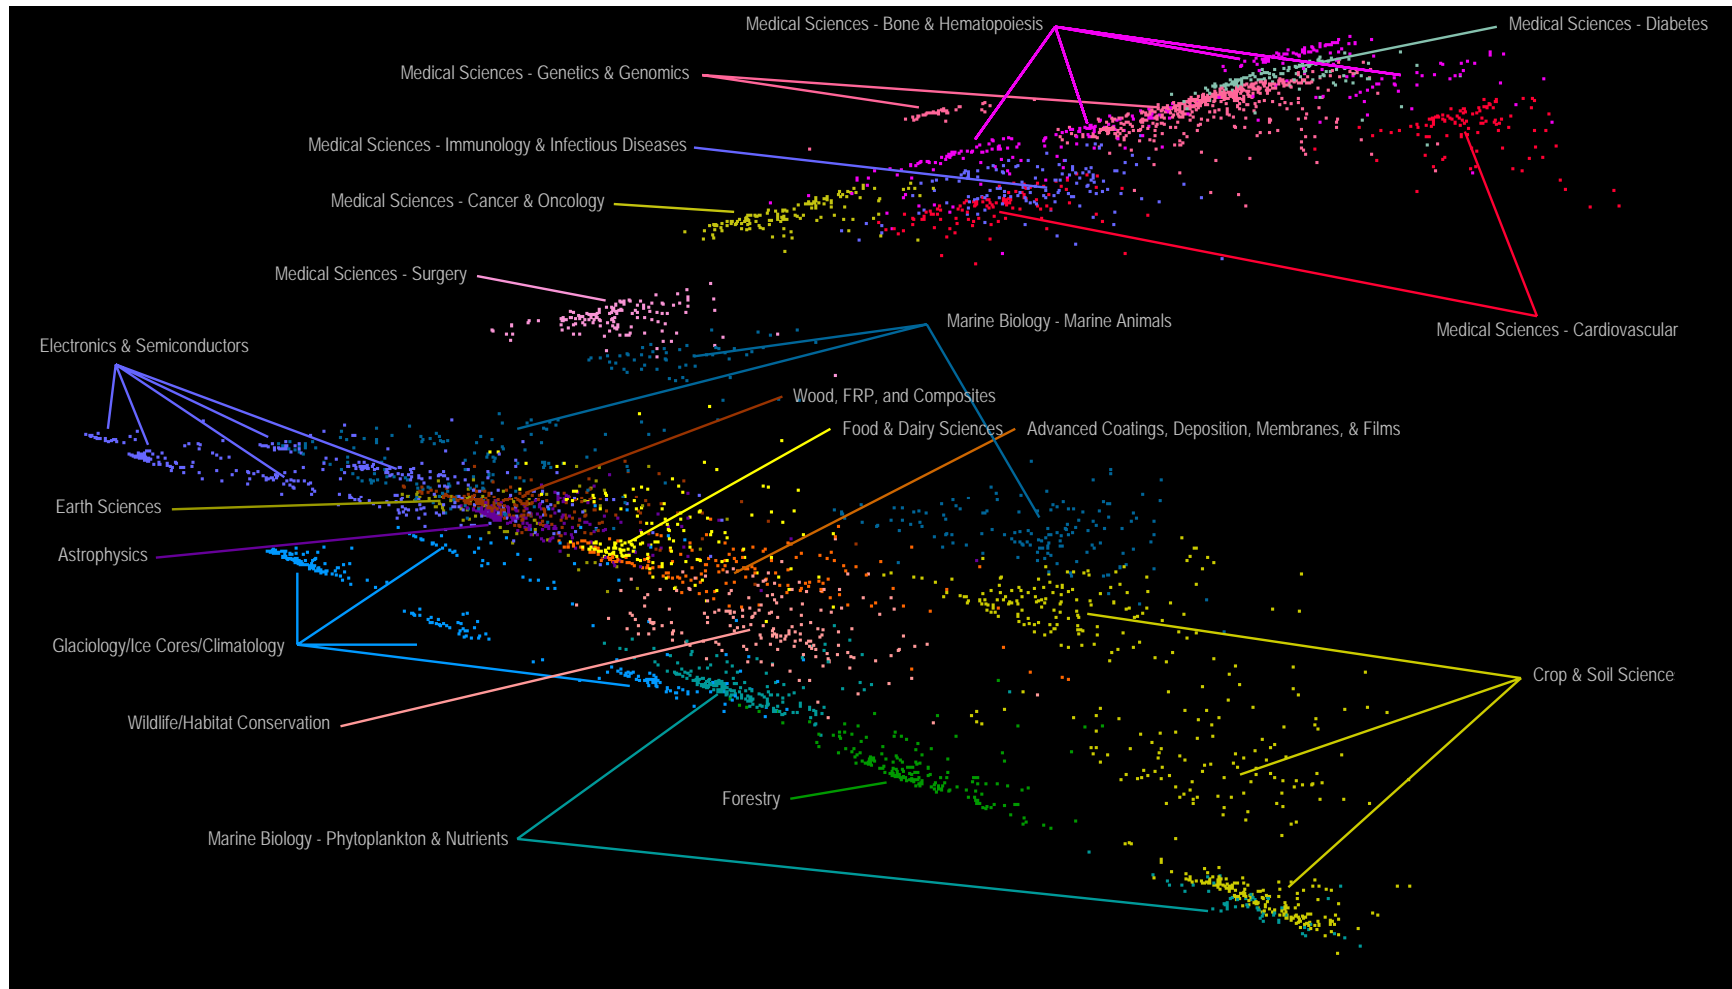 Medical Sciences - Bone & Hematopoiesis
Medical Sciences - Diabetes
Medical Sciences - Genetics & Genomics
Medical Sciences - Immunology & Infectious Diseases
Medical Sciences - Cancer & Oncology
Medical Sciences - Surgery
Marine Biology - Marine Animals
Medical Sciences - Cardiovascular
Electronics & Semiconductors
Wood, FRP, and Composites
Food & Dairy Sciences
Advanced Coatings, Deposition, Membranes, & Films
Earth Sciences
Astrophysics
Glaciology/Ice Cores/Climatology
Crop & Soil Science
Wildlife/Habitat Conservation
Forestry
Marine Biology - Phytoplankton & Nutrients